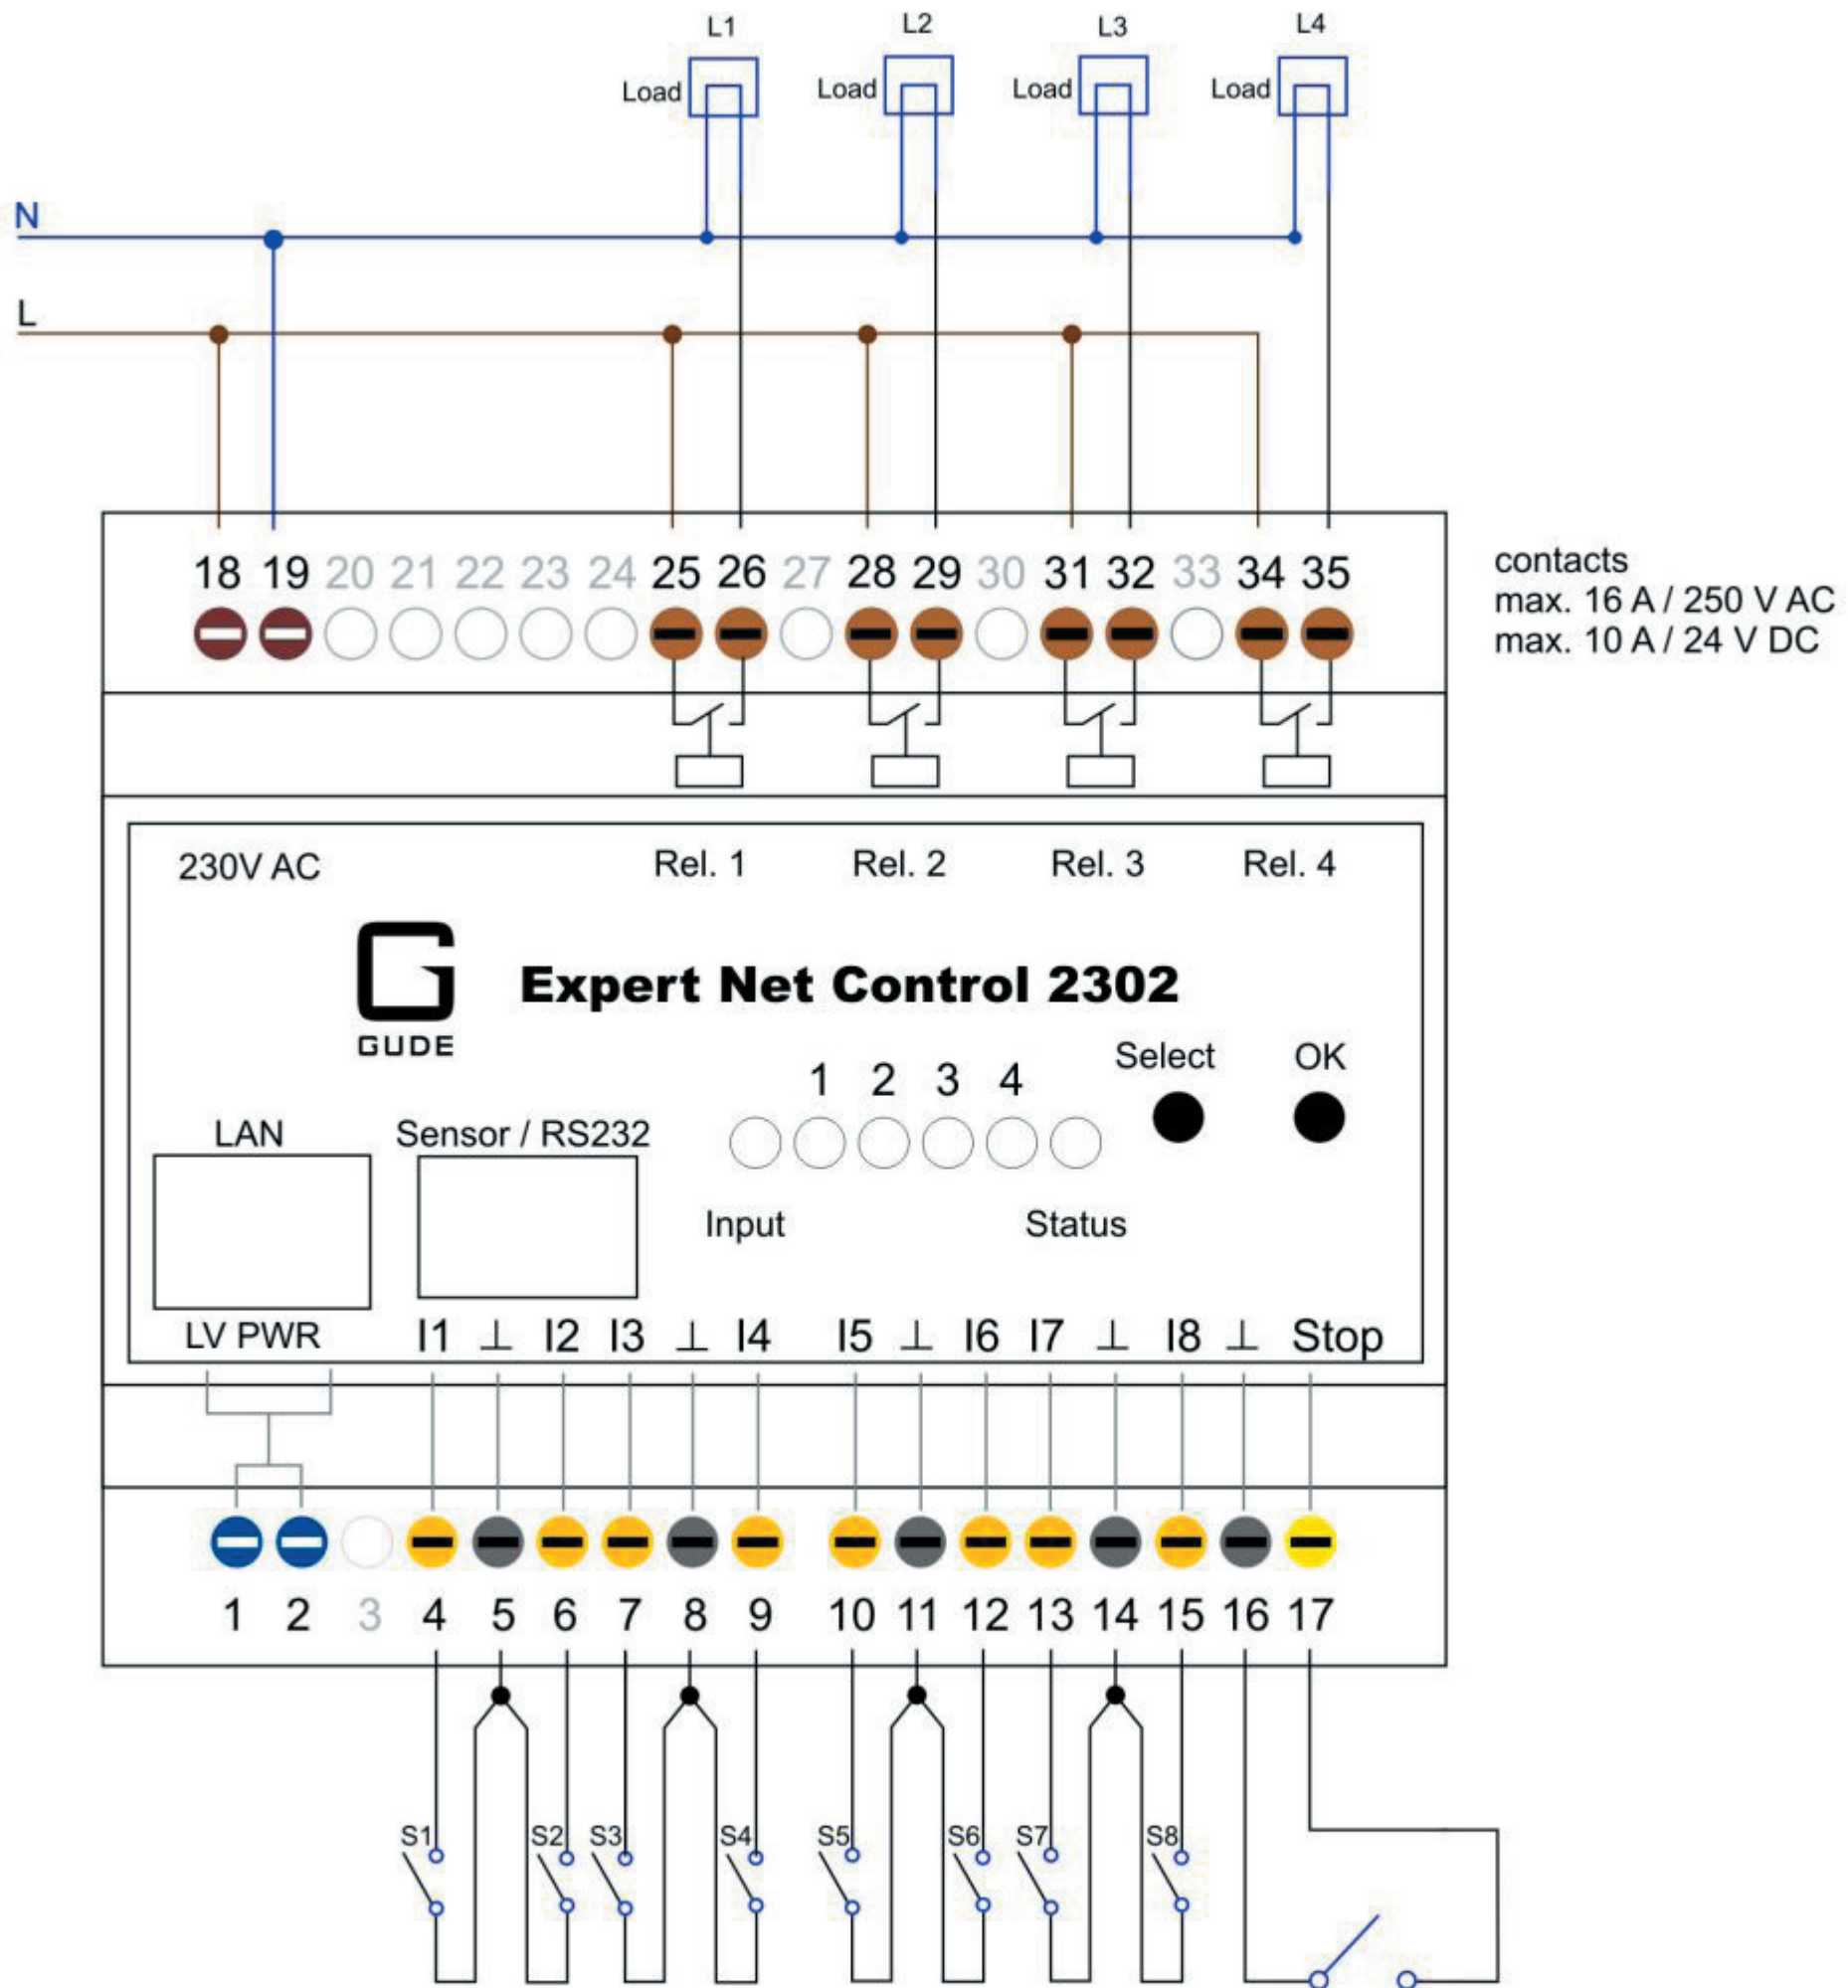 L1 L2 L3 L4
Load Load Load Load
N
L
18 19 20 21 22 23 24 25 26 27 28 29 30 31 32 33 34 35
contacts
max. 16 A / 250 V AC
max. 10 A / 24 V DC
230V AC Rel. 1 Rel. 2 Rel. 3 Rel. 4
Expert Net Control 2302
GUDE
Select OK
1 2 3 4
LAN Sensor / RS232
Input Status
LV PWR I1 ⊥ I2 I3 ⊥ I4 I5 ⊥ I6 I7 ⊥ I8 ⊥ Stop
1 2 3 4 5 6 7 8 9 10 11 12 13 14 15 16 17
S1 S2 S3 S4 S5 S6 S7 S8